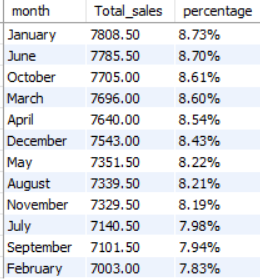 month Total_sales percentage
January 7808.50 8.73%
June 7785.50 8.70%
October 7705.00 8.61%
March 7696.00 8.60%
April 7640.00 8.54%
December 7543.00 8.43%
May 7351.50 8.22%
August 7339.50 8.21%
November 7329.50 8.19%
July 7140.50 7.98%
September 7101.50 7.94%
February 7003.00 7.83%